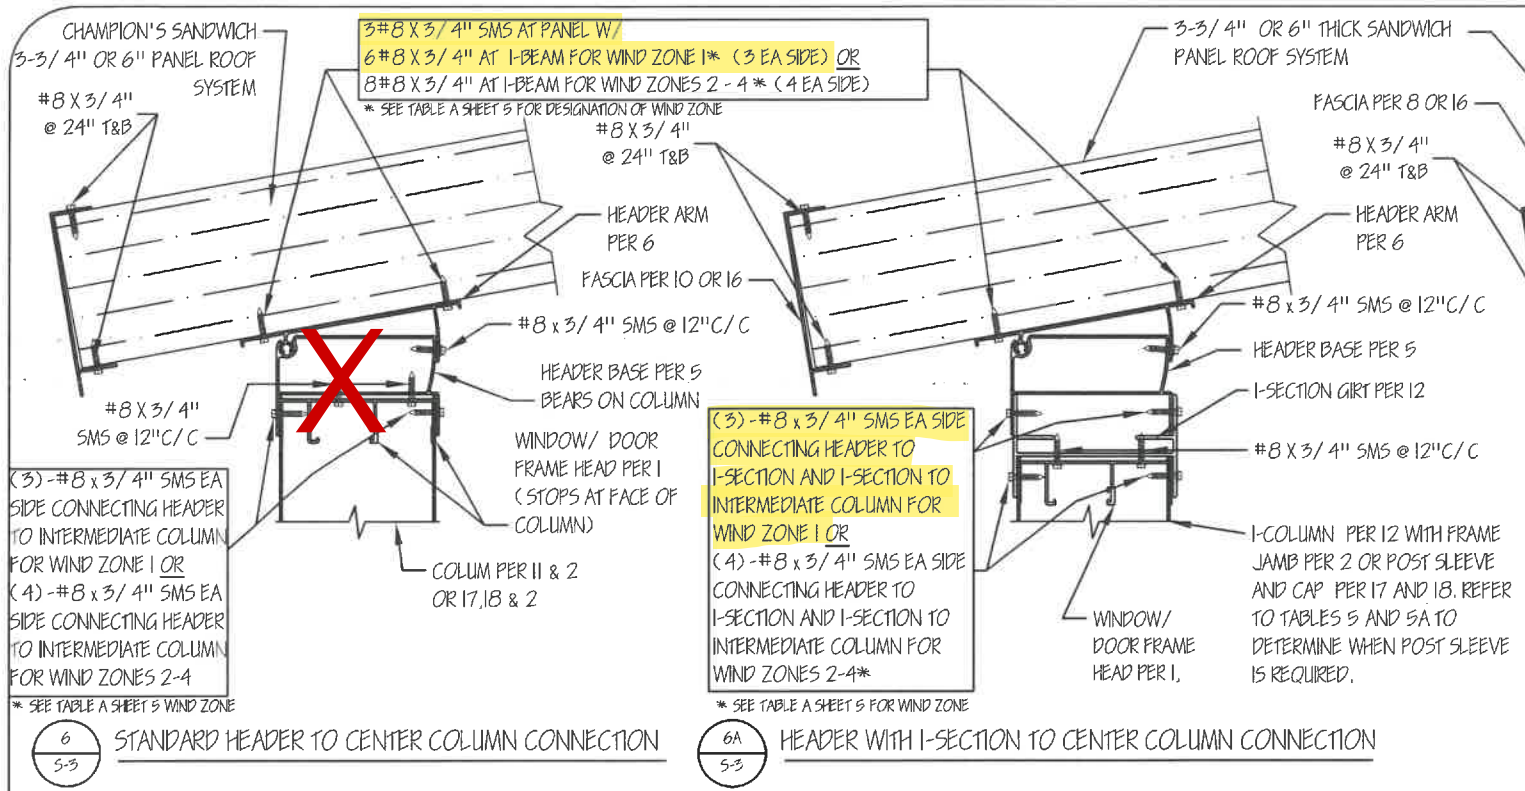 CHAMPION'S SANDWICH
3-3/4" OR 6" PANEL ROOF
SYSTEM
#8 X 3/4"
@ 24" T&B
3#8 X 3/4" SMS AT PANEL W/
6#8 X 3/4" AT I-BEAM FOR WIND ZONE 1* (3 EA SIDE) OR
8#8 X 3/4" AT I-BEAM FOR WIND ZONES 2 - 4 * (4 EA SIDE)
* SEE TABLE A SHEET 5 FOR DESIGNATION OF WIND ZONE
#8 X 3/4"
@ 24" T&B
HEADER ARM
PER 6
FASCIA PER 10 OR 16
#8 x 3/4" SMS @ 12"C/C
HEADER BASE PER 5
BEARS ON COLUMN
#8 X 3/4"
SMS @ 12"C/C
X
WINDOW/ DOOR
FRAME HEAD PER 1
(STOPS AT FACE OF
COLUMN)
(3)-#8 x 3/4" SMS EA
SIDE CONNECTING HEADER
TO INTERMEDIATE COLUMN
FOR WIND ZONE 1 OR
(4)-#8 x 3/4" SMS EA
SIDE CONNECTING HEADER
TO INTERMEDIATE COLUMN
FOR WIND ZONES 2-4
* SEE TABLE A SHEET 5 WIND ZONE
COLUM PER 11 & 2
OR 17,18 & 2
6
S-3
STANDARD HEADER TO CENTER COLUMN CONNECTION
3-3/4" OR 6" THICK SANDWICH
PANEL ROOF SYSTEM
FASCIA PER 8 OR 16
#8 X 3/4"
@ 24" T&B
HEADER ARM
PER 6
#8 x 3/4" SMS @ 12"C/C
HEADER BASE PER 5
I-SECTION GIRT PER 12
#8 X 3/4" SMS @ 12"C/C
(3)-#8 x 3/4" SMS EA SIDE
CONNECTING HEADER TO
I-SECTION AND I-SECTION TO
INTERMEDIATE COLUMN FOR
WIND ZONE 1 OR
(4)-#8 x 3/4" SMS EA SIDE
CONNECTING HEADER TO
I-SECTION AND I-SECTION TO
INTERMEDIATE COLUMN FOR
WIND ZONES 2-4*
* SEE TABLE A SHEET 5 FOR WIND ZONE
WINDOW/
DOOR FRAME
HEAD PER 1.
I-COLUMN PER 12 WITH FRAME
JAMB PER 2 OR POST SLEEVE
AND CAP PER 17 AND 18. REFER
TO TABLES 5 AND 5A TO
DETERMINE WHEN POST SLEEVE
IS REQUIRED.
6A
S-3
HEADER WITH I-SECTION TO CENTER COLUMN CONNECTION